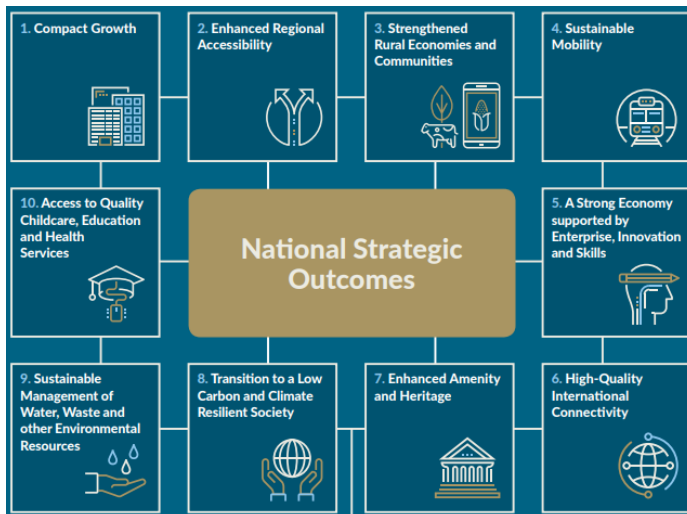 1. Compact Growth
2. Enhanced Regional
Accessibility
3. Strengthened
Rural Economies and
Communities
4. Sustainable
Mobility
10. Access to Quality
Childcare, Education
and Health
Services
National Strategic
Outcomes
5. A Strong Economy
supported by
Enterprise, Innovation
and Skills
9. Sustainable
Management of
Water, Waste and
other Environmental
Resources
8. Transition to a Low
Carbon and Climate
Resilient Society
7. Enhanced Amenity
and Heritage
6. High-Quality
International
Connectivity